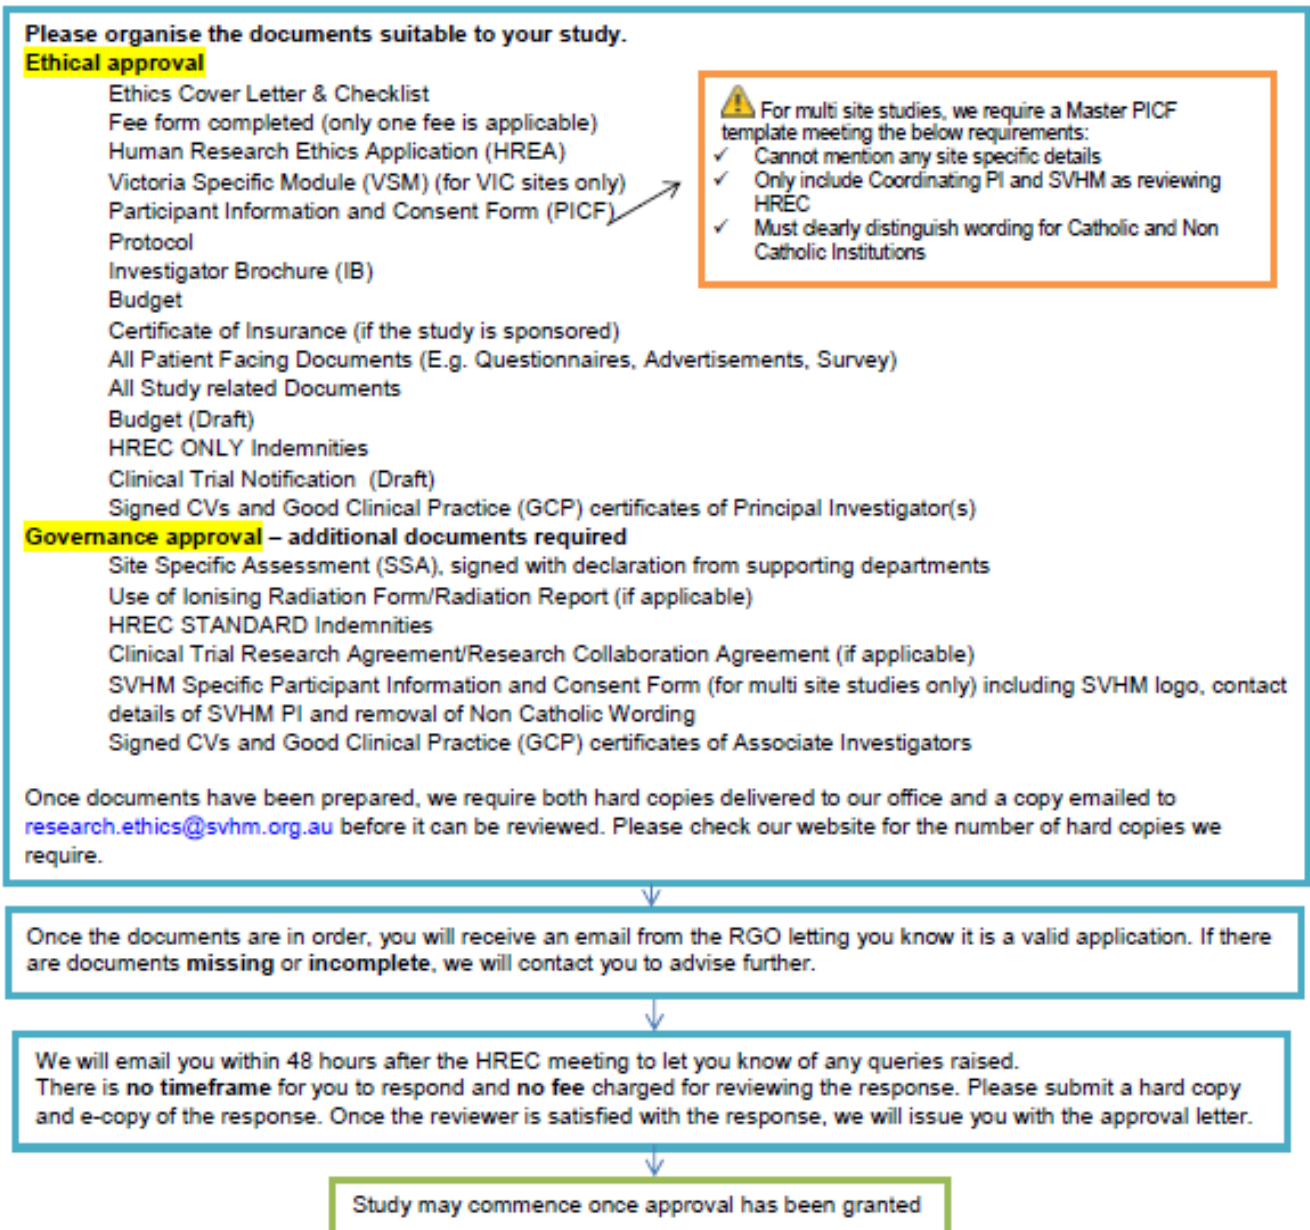 Please organise the documents suitable to your study.
Ethical approval
Ethics Cover Letter & Checklist
Fee form completed (only one fee is applicable)
Human Research Ethics Application (HREA)
Victoria Specific Module (VSM) (for VIC sites only)
Participant Information and Consent Form (PICF)
Protocol
Investigator Brochure (IB)
Budget
Certificate of Insurance (if the study is sponsored)
All Patient Facing Documents (E.g. Questionnaires, Advertisements, Survey)
All Study related Documents
Budget (Draft)
HREC ONLY Indemnities
Clinical Trial Notification (Draft)
Signed CVs and Good Clinical Practice (GCP) certificates of Principal Investigator(s)
For multi site studies, we require a Master PICF
template meeting the below requirements:
✓ Cannot mention any site specific details
✓ Only include Coordinating PI and SVHM as reviewing
HREC
✓ Must clearly distinguish wording for Catholic and Non
Catholic Institutions
Governance approval – additional documents required
Site Specific Assessment (SSA), signed with declaration from supporting departments
Use of Ionising Radiation Form/Radiation Report (if applicable)
HREC STANDARD Indemnities
Clinical Trial Research Agreement/Research Collaboration Agreement (if applicable)
SVHM Specific Participant Information and Consent Form (for multi site studies only) including SVHM logo, contact
details of SVHM PI and removal of Non Catholic Wording
Signed CVs and Good Clinical Practice (GCP) certificates of Associate Investigators
Once documents have been prepared, we require both hard copies delivered to our office and a copy emailed to
research.ethics@svhm.org.au before it can be reviewed. Please check our website for the number of hard copies we
require.
Once the documents are in order, you will receive an email from the RGO letting you know it is a valid application. If there
are documents missing or incomplete, we will contact you to advise further.
We will email you within 48 hours after the HREC meeting to let you know of any queries raised.
There is no timeframe for you to respond and no fee charged for reviewing the response. Please submit a hard copy
and e-copy of the response. Once the reviewer is satisfied with the response, we will issue you with the approval letter.
Study may commence once approval has been granted